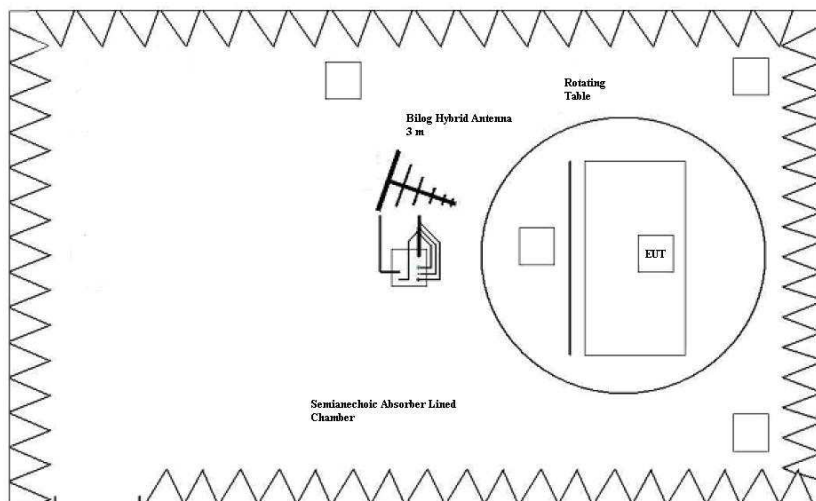 Rotating
Table
Bilog Hybrid Antenna
3 m
EUT
Semianechoic Absorber Lined
Chamber